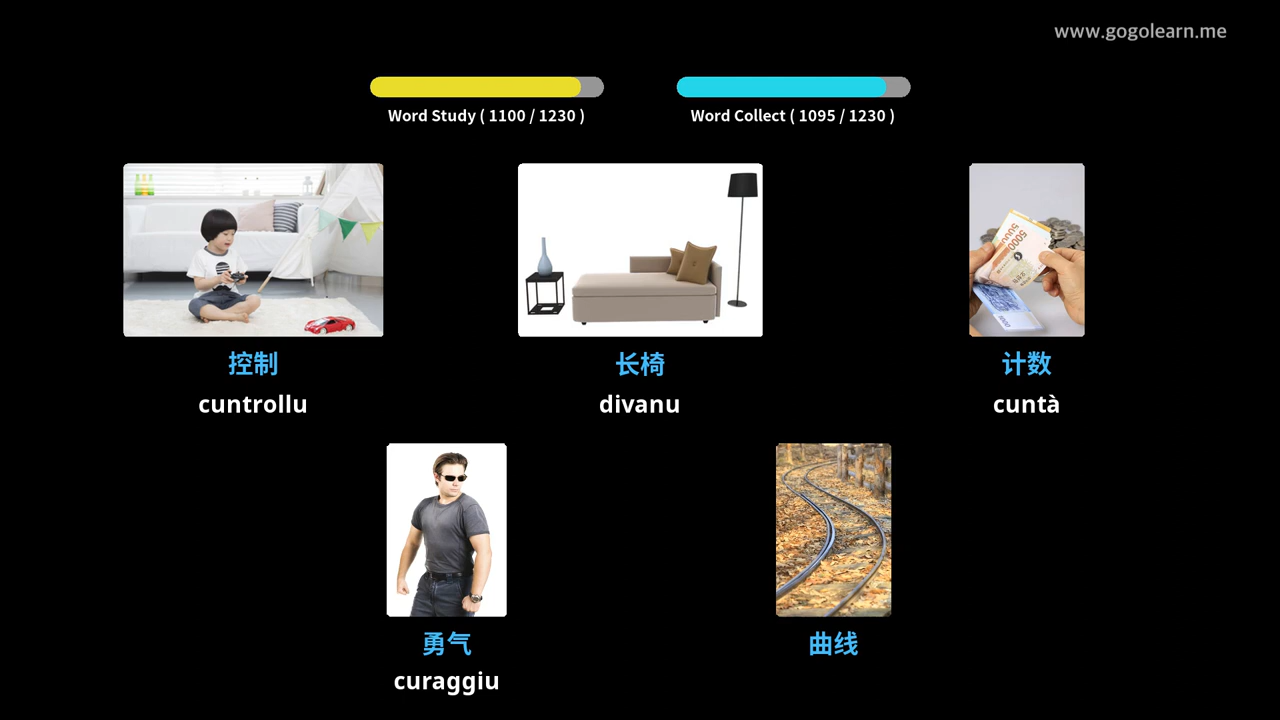 www.gogolearn.me
Word Study ( 1100 / 1230 )
Word Collect ( 1095 / 1230 )
控制
cuntrollu
长椅
divanu
计数
cuntà
勇气
curaggiu
曲线